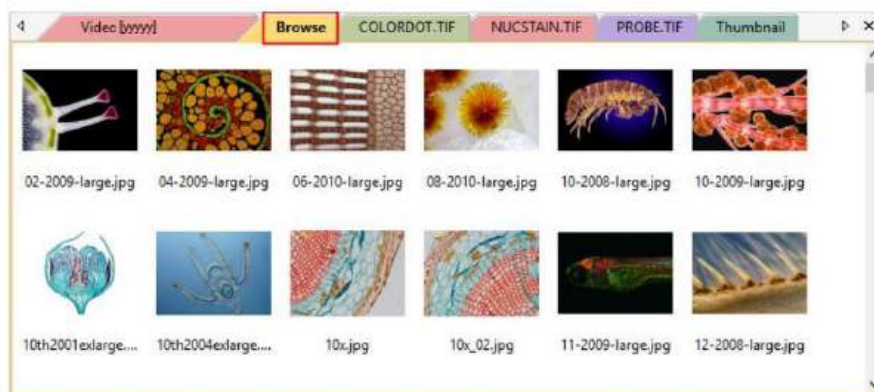 Video [yyyyy] Browse COLORDOT.TIF NUCSTAIN.TIF PROBE.TIF Thumbnail
02-2009-large.jpg 04-2009-large.jpg 06-2010-large.jpg 08-2010-large.jpg 10-2008-large.jpg 10-2009-large.jpg
10th2001exlarge.... 10th2004exlarge.... 10x.jpg 10x_02.jpg 11-2009-large.jpg 12-2008-large.jpg